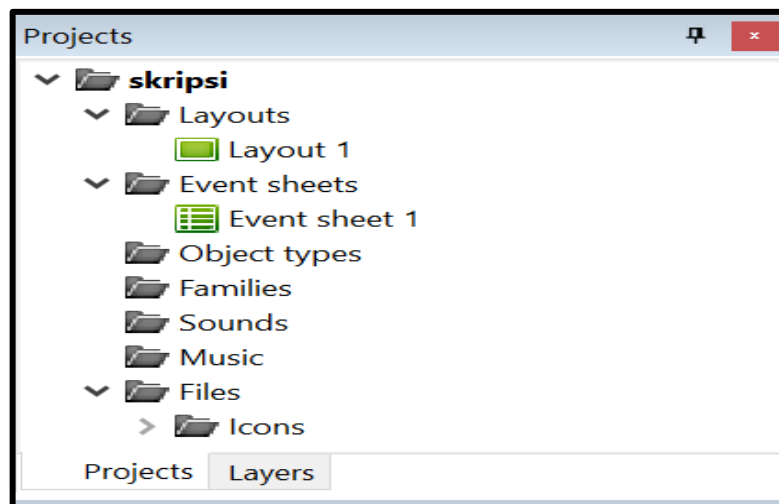 Projects
skripsi
Layouts
Layout 1
Event sheets
Event sheet 1
Object types
Families
Sounds
Music
Files
Icons
Projects Layers